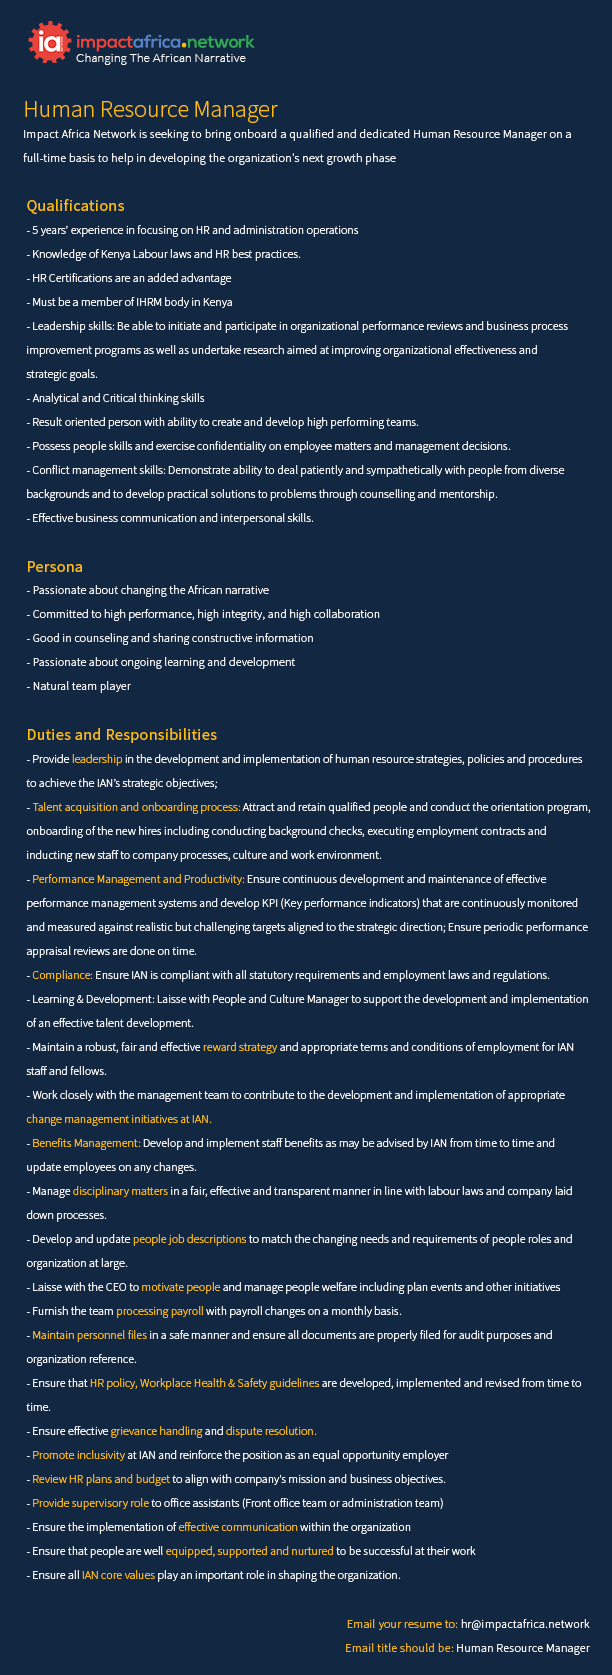 ia impactafrica.network
Changing The African Narrative
Human Resource Manager
Impact Africa Network is seeking to bring onboard a qualified and dedicated Human Resource Manager on a
full-time basis to help in developing the organization's next growth phase
Qualifications
- 5 years' experience in focusing on HR and administration operations
- Knowledge of Kenya Labour laws and HR best practices.
- HR Certifications are an added advantage
- Must be a member of IHRM body in Kenya
- Leadership skills: Be able to initiate and participate in organizational performance reviews and business process
improvement programs as well as undertake research aimed at improving organizational effectiveness and
strategic goals.
- Analytical and Critical thinking skills
- Result oriented person with ability to create and develop high performing teams.
- Possess people skills and exercise confidentiality on employee matters and management decisions.
- Conflict management skills: Demonstrate ability to deal patiently and sympathetically with people from diverse
backgrounds and to develop practical solutions to problems through counselling and mentorship.
- Effective business communication and interpersonal skills.
Persona
- Passionate about changing the African narrative
- Committed to high performance, high integrity, and high collaboration
- Good in counseling and sharing constructive information
- Passionate about ongoing learning and development
- Natural team player
Duties and Responsibilities
- Provide leadership in the development and implementation of human resource strategies, policies and procedures
to achieve the IAN's strategic objectives;
- Talent acquisition and onboarding process: Attract and retain qualified people and conduct the orientation program,
onboarding of the new hires including conducting background checks, executing employment contracts and
inducting new staff to company processes, culture and work environment.
- Performance Management and Productivity: Ensure continuous development and maintenance of effective
performance management systems and develop KPI (Key performance indicators) that are continuously monitored
and measured against realistic but challenging targets aligned to the strategic direction; Ensure periodic performance
appraisal reviews are done on time.
- Compliance: Ensure IAN is compliant with all statutory requirements and employment laws and regulations.
- Learning & Development: Laisse with People and Culture Manager to support the development and implementation
of an effective talent development.
- Maintain a robust, fair and effective reward strategy and appropriate terms and conditions of employment for IAN
staff and fellows.
- Work closely with the management team to contribute to the development and implementation of appropriate
change management initiatives at IAN.
- Benefits Management: Develop and implement staff benefits as may be advised by IAN from time to time and
update employees on any changes.
- Manage disciplinary matters in a fair, effective and transparent manner in line with labour laws and company laid
down processes.
- Develop and update people job descriptions to match the changing needs and requirements of people roles and
organization at large.
- Laisse with the CEO to motivate people and manage people welfare including plan events and other initiatives
- Furnish the team processing payroll with payroll changes on a monthly basis.
- Maintain personnel files in a safe manner and ensure all documents are properly filed for audit purposes and
organization reference.
- Ensure that HR policy, Workplace Health & Safety guidelines are developed, implemented and revised from time to
time.
- Ensure effective grievance handling and dispute resolution.
- Promote inclusivity at IAN and reinforce the position as an equal opportunity employer
- Review HR plans and budget to align with company's mission and business objectives.
- Provide supervisory role to office assistants (Front office team or administration team)
- Ensure the implementation of effective communication within the organization
- Ensure that people are well equipped, supported and nurtured to be successful at their work
- Ensure all IAN core values play an important role in shaping the organization.
Email your resume to: hr@impactafrica.network
Email title should be: Human Resource Manager